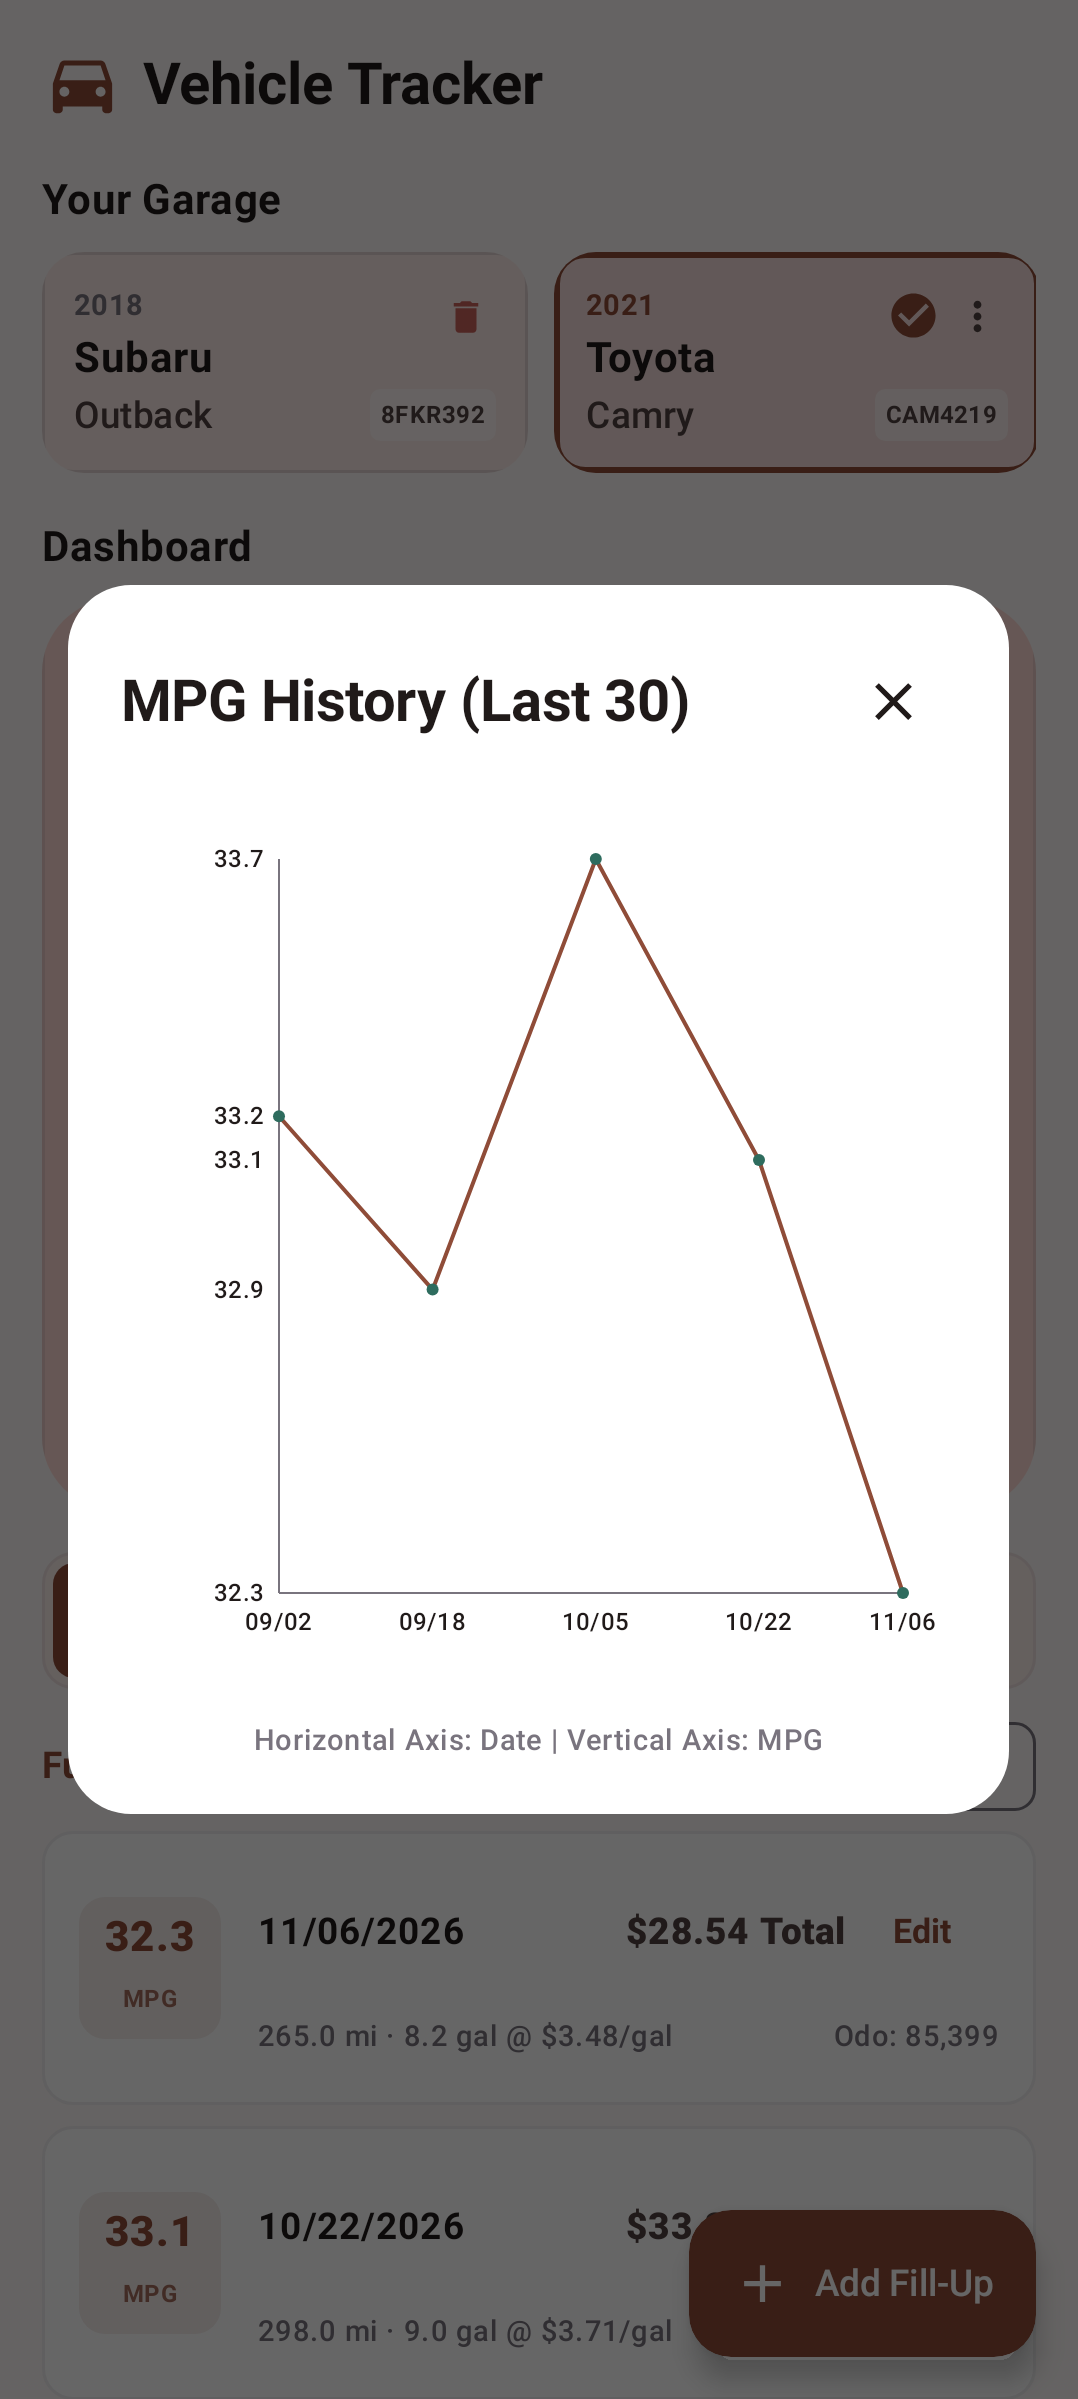 Vehicle Tracker
Your Garage
2018
Subaru
Outback
8FKR392
2021
Toyota
Camry
CAM4219
Dashboard
MPG History (Last 30)
33.7
33.2
33.1
32.9
32.3
09/02 09/18 10/05 10/22 11/06
Horizontal Axis: Date | Vertical Axis: MPG
32.3
MPG
11/06/2026
$28.54 Total
Edit
265.0 mi · 8.2 gal @ $3.48/gal
Odo: 85,399
33.1
MPG
10/22/2026
$33.
298.0 mi · 9.0 gal @ $3.71/gal
Add Fill-Up